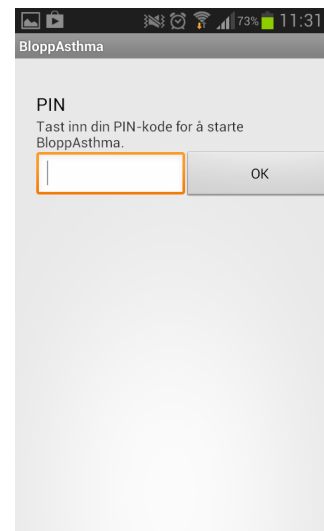 73% 11:31
BloppAsthma
PIN
Tast inn din PIN-kode for å starte
BloppAsthma.
OK